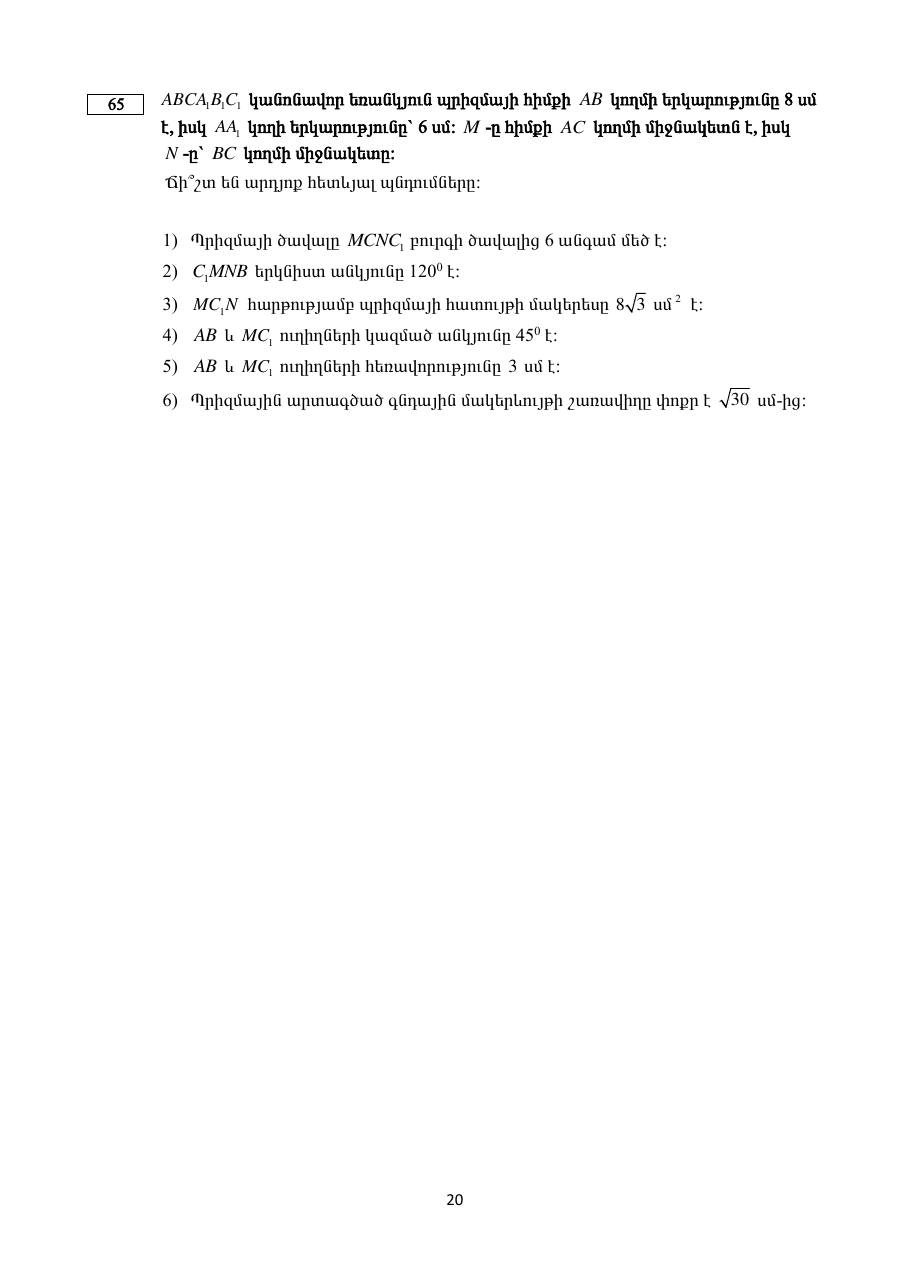 65
ABCA₁B₁C₁ կանոնավոր եռանկյուն պրիզմայի հիմքի AB կողմի երկարությունը 8 սմ
է, իսկ AA₁ կողի երկարությունը՝ 6 սմ: M -ը հիմքի AC կողմի միջնակետն է, իսկ
N -ը՝ BC կողմի միջնակետը:
Ճի՞շտ են արդյոք հետևյալ պնդումները:
1) Պրիզմայի ծավալը MCNC₁ բուրգի ծավալից 6 անգամ մեծ է:
2) C₁MNB երկնիստ անկյունը 120⁰ է:
3) MC₁N հարթությամբ պրիզմայի հատույթի մակերեսը 8√3 սմ² է:
4) AB և MC₁ ուղիղների կազմած անկյունը 45⁰ է:
5) AB և MC₁ ուղիղների հեռավորությունը 3 սմ է:
6) Պրիզմային արտագծած գնդային մակերևույթի շառավիղը փոքր է √30 սմ-ից:
20